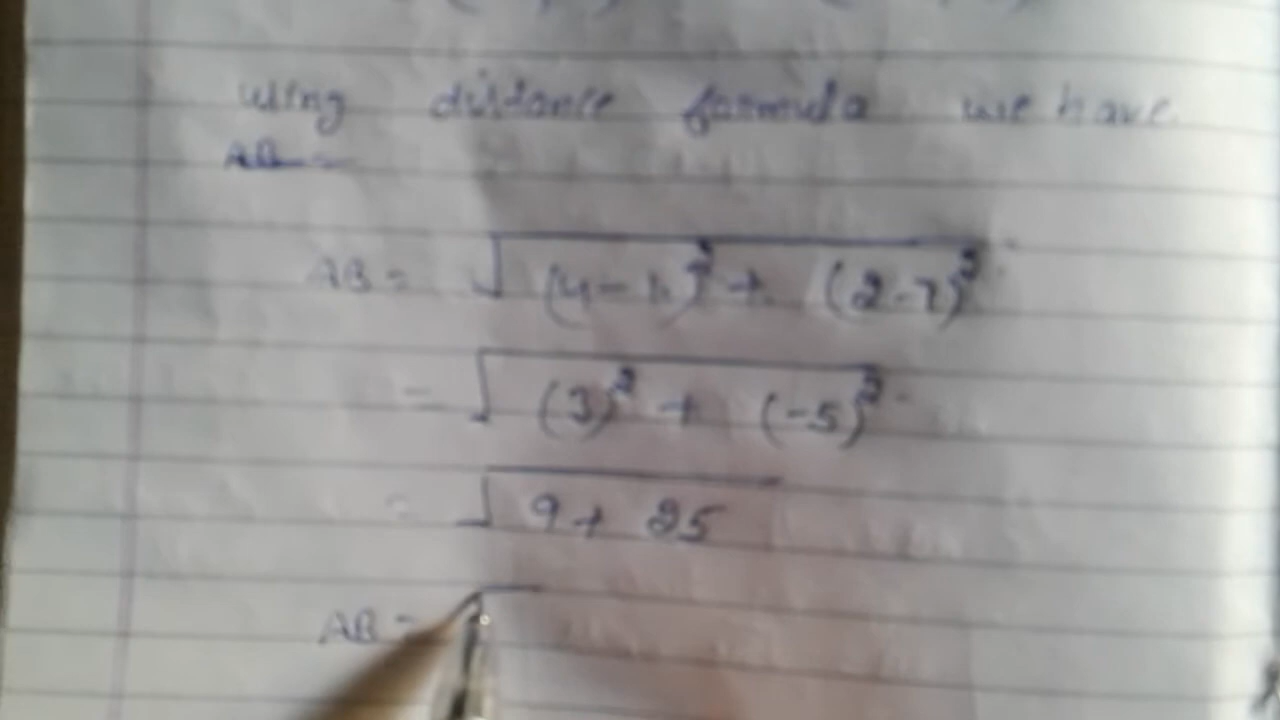 using distance formula we have
AB =
AB = √(4-1)² + (2-7)²
= √(3)² + (-5)²
= √9 + 25
AB = √